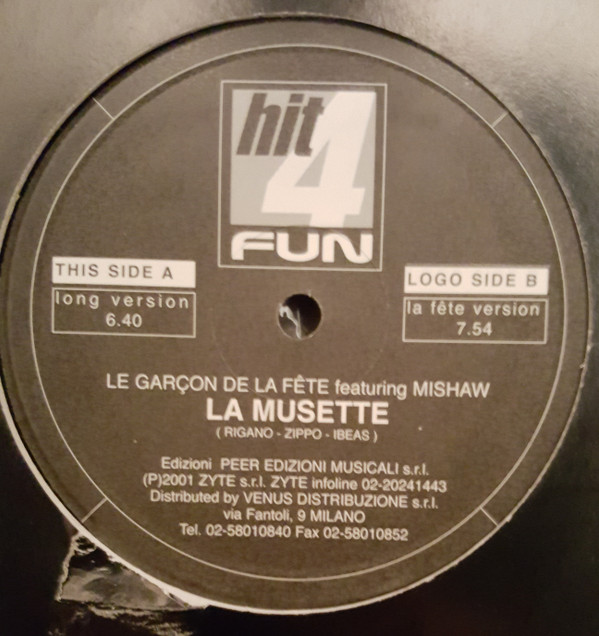 hit
4
FUN
THIS SIDE A
long version
6.40
LOGO SIDE B
la fête version
7.54
LE GARÇON DE LA FÊTE featuring MISHAW
LA MUSETTE
( RIGANO - ZIPPO - IBEAS )
Edizioni PEER EDIZIONI MUSICALI s.r.l.
(P)2001 ZYTE s.r.l. ZYTE infoline 02-20241443
Distributed by VENUS DISTRIBUZIONE s.r.l.
via Fantoli, 9 MILANO
Tel. 02-58010840 Fax 02-58010852